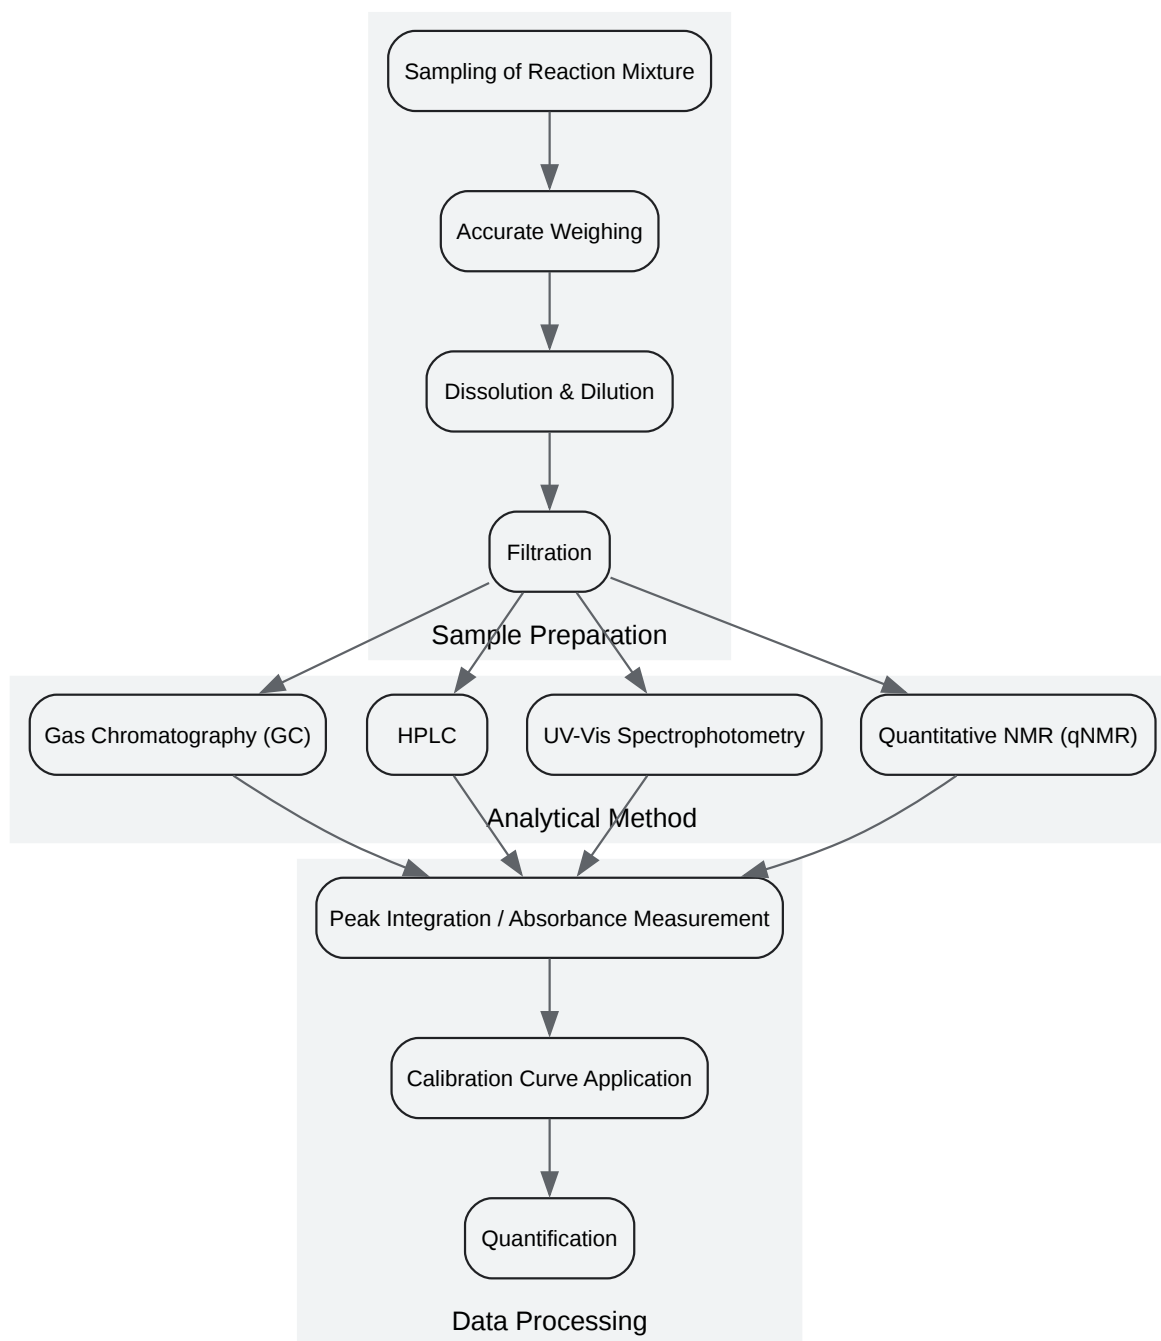 Sampling of Reaction Mixture
Accurate Weighing
Dissolution & Dilution
Filtration
Sample Preparation
Gas Chromatography (GC)
HPLC
UV-Vis Spectrophotometry
Quantitative NMR (qNMR)
Analytical Method
Peak Integration / Absorbance Measurement
Calibration Curve Application
Quantification
Data Processing